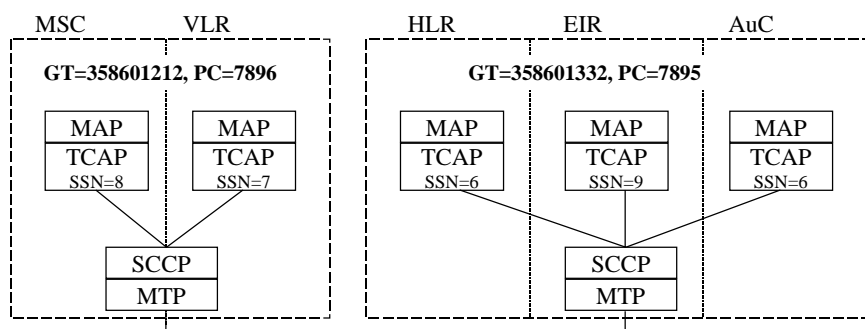 MSC VLR HLR EIR AuC
GT=358601212, PC=7896 GT=358601332, PC=7895
MAP MAP MAP MAP MAP
TCAP TCAP TCAP TCAP TCAP
SSN=8 SSN=7 SSN=6 SSN=9 SSN=6
SCCP SCCP
MTP MTP